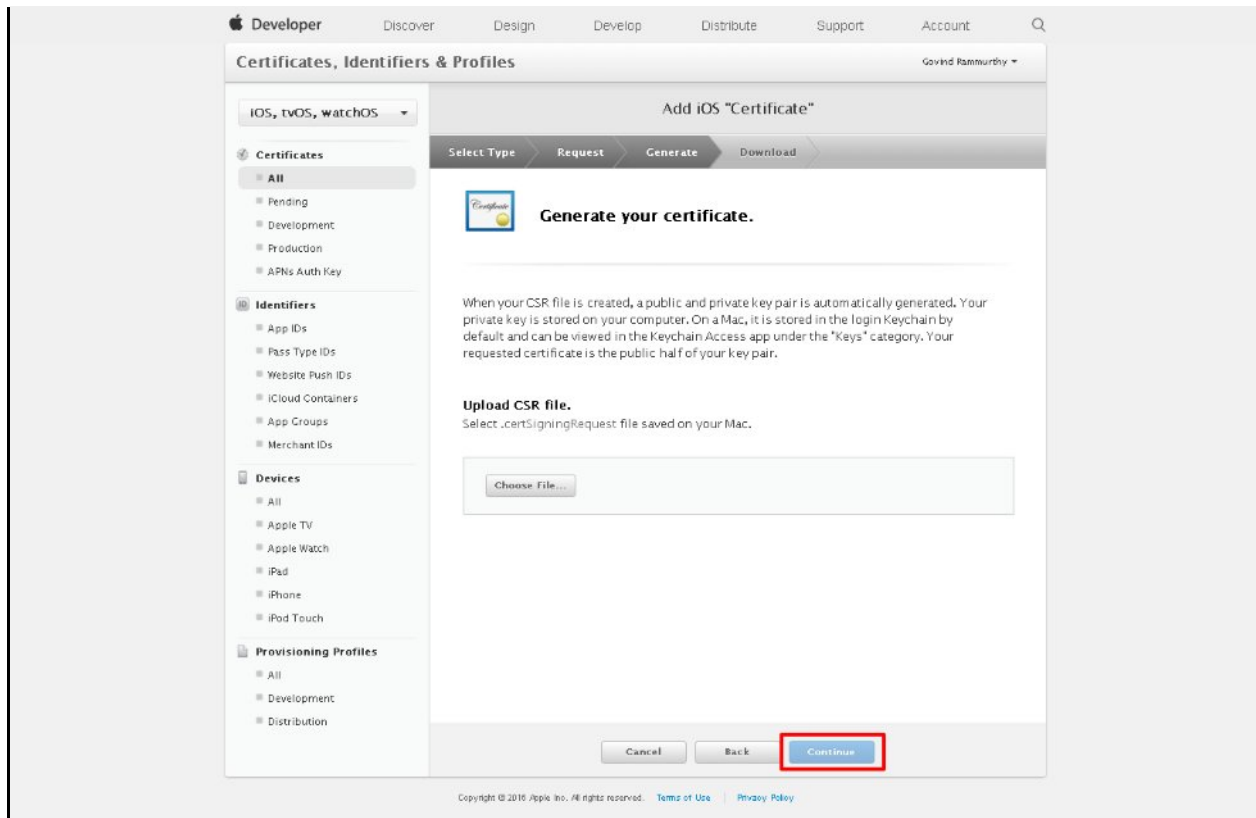 Developer Discover Design Develop Distribute Support Account
Certificates, Identifiers & Profiles
Govind Rammurthy
iOS, tvOS, watchOS
Certificates
All
Pending
Development
Production
APNs Auth Key
Identifiers
App IDs
Pass Type IDs
Website Push IDs
iCloud Containers
App Groups
Merchant IDs
Devices
All
Apple TV
Apple Watch
iPad
iPhone
iPod Touch
Provisioning Profiles
All
Development
Distribution
Add iOS "Certificate"
Select Type Request Generate Download
Certificate
Generate your certificate.
When your CSR file is created, a public and private key pair is automatically generated. Your
private key is stored on your computer. On a Mac, it is stored in the login Keychain by
default and can be viewed in the Keychain Access app under the "Keys" category. Your
requested certificate is the public half of your key pair.
Upload CSR file.
Select .certSigningRequest file saved on your Mac.
Choose File...
Cancel Back Continue
Copyright © 2016 Apple Inc. All rights reserved. Terms of Use | Privacy Policy